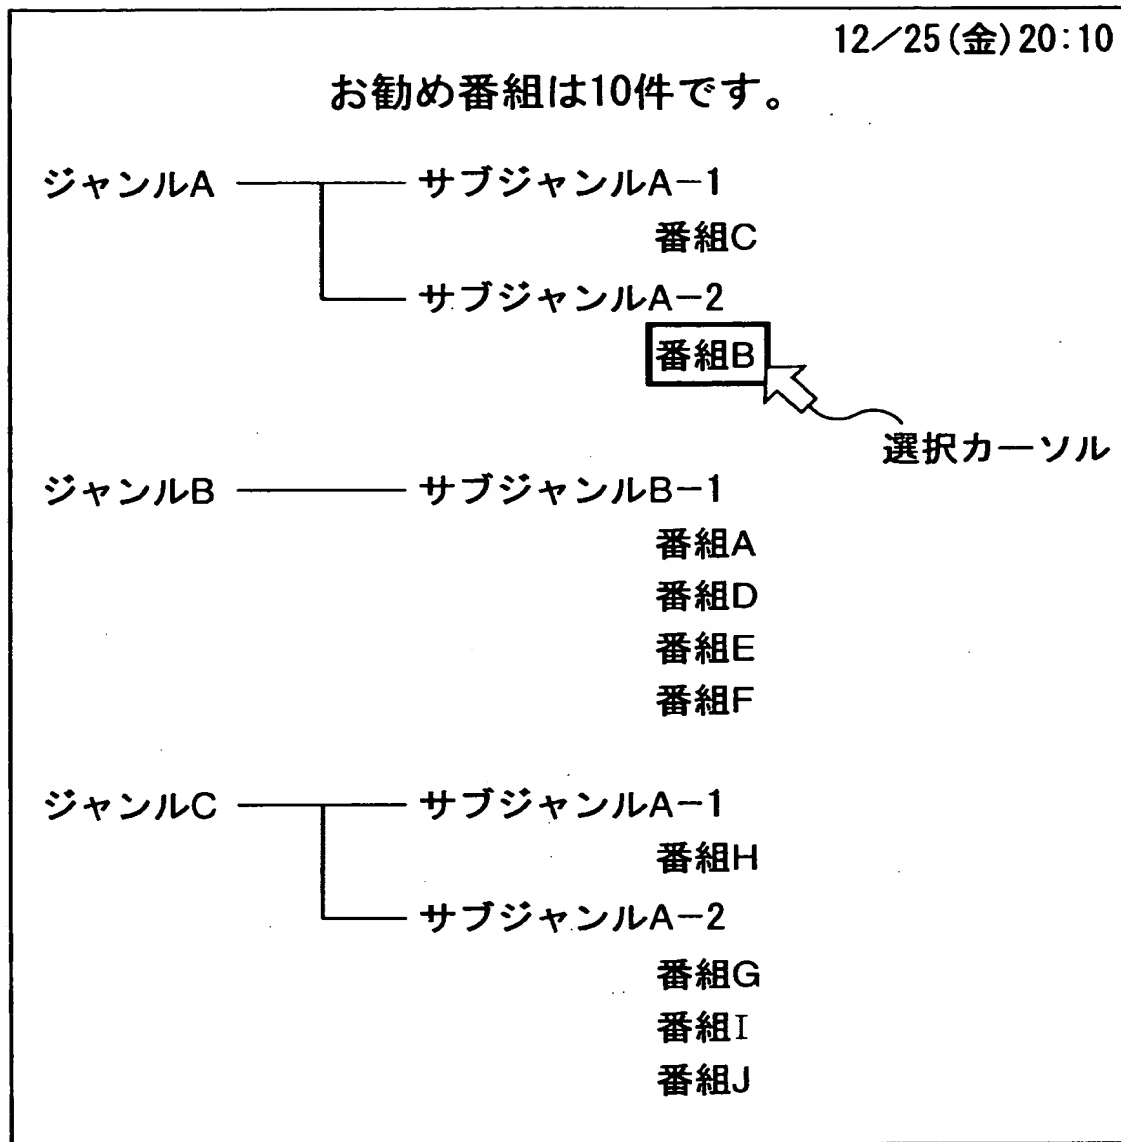 12／25(金)20:10
お勧め番組は10件です。
ジャンルA
サブジャンルA−1
番組C
サブジャンルA−2
番組B
選択カーソル
ジャンルB
サブジャンルB−1
番組A
番組D
番組E
番組F
ジャンルC
サブジャンルA−1
番組H
サブジャンルA−2
番組G
番組I
番組J